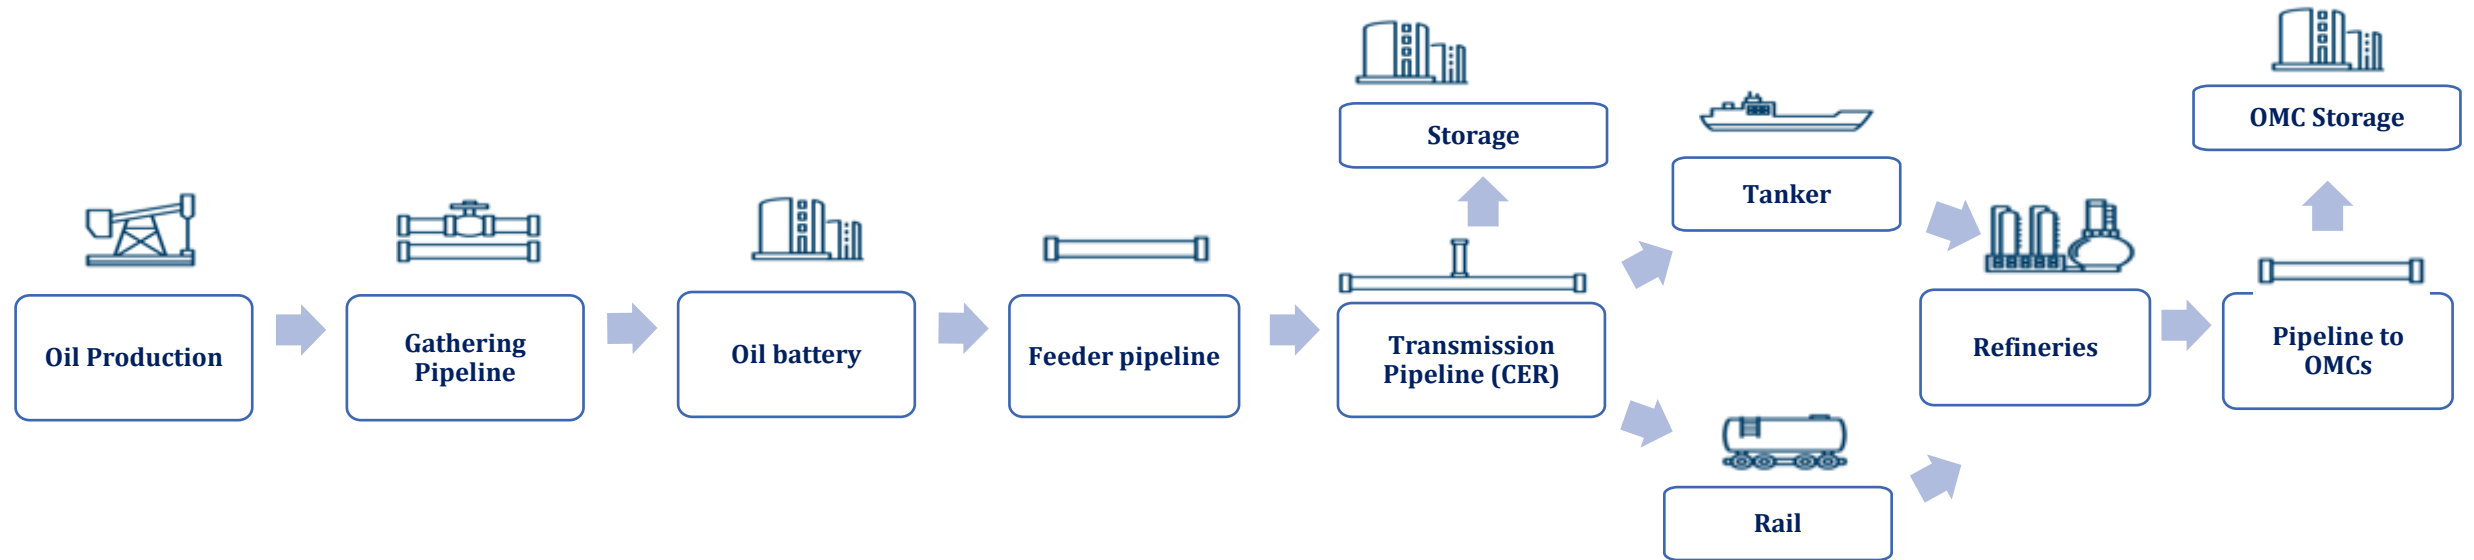 Oil Production
Gathering
Pipeline
Oil battery
Feeder pipeline
Storage
Transmission
Pipeline (CER)
Tanker
Rail
Refineries
OMC Storage
Pipeline to
OMCs